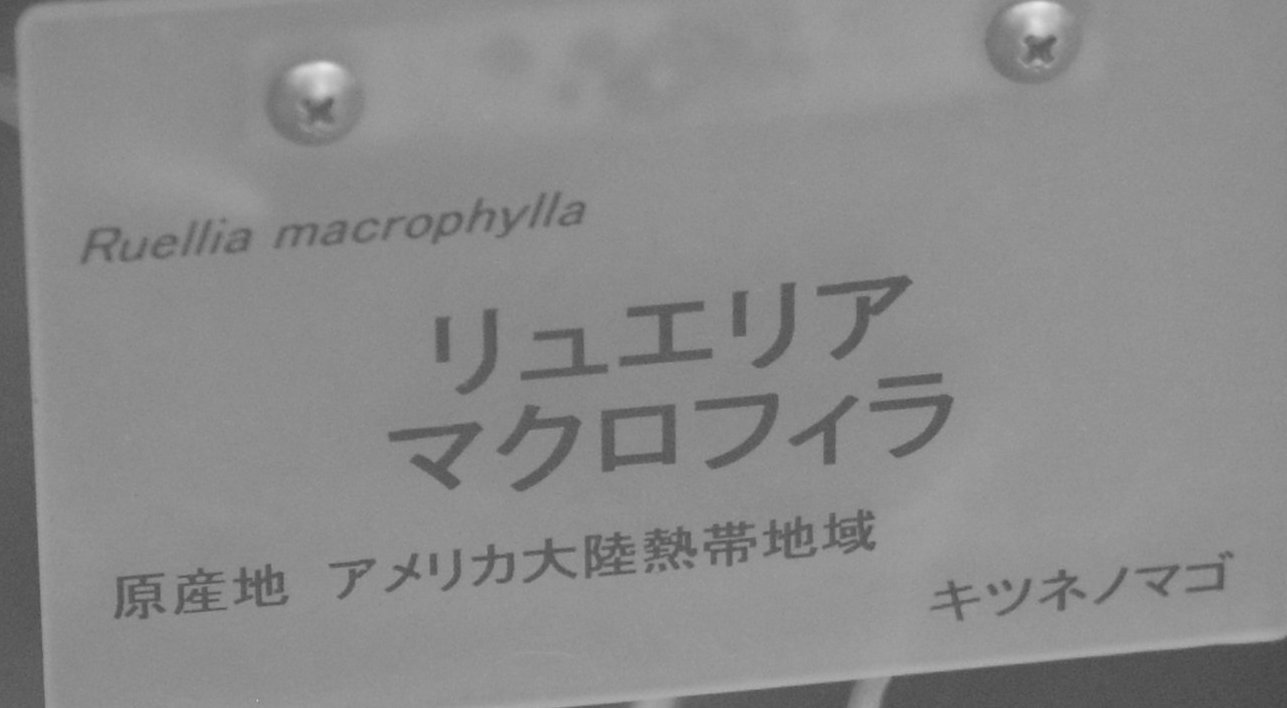 Ruellia macrophylla
リュエリア
マクロフィラ
原産地 アメリカ大陸熱帯地域
キツネノマゴ